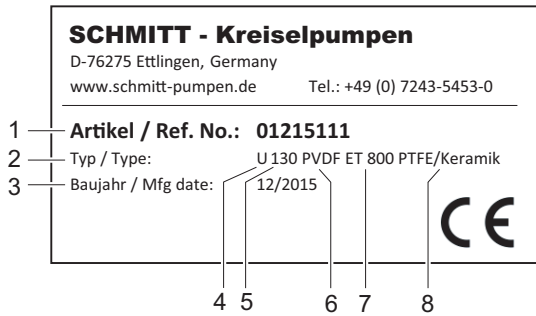 SCHMITT - Kreiselpumpen
D-76275 Ettlingen, Germany
www.schmitt-pumpen.de Tel.: +49 (0) 7243-5453-0
1 Artikel / Ref. No.: 01215111
2 Typ / Type: U 130 PVDF ET 800 PTFE/Keramik
3 Baujahr / Mfg date: 12/2015
CE
4 5 6 7 8